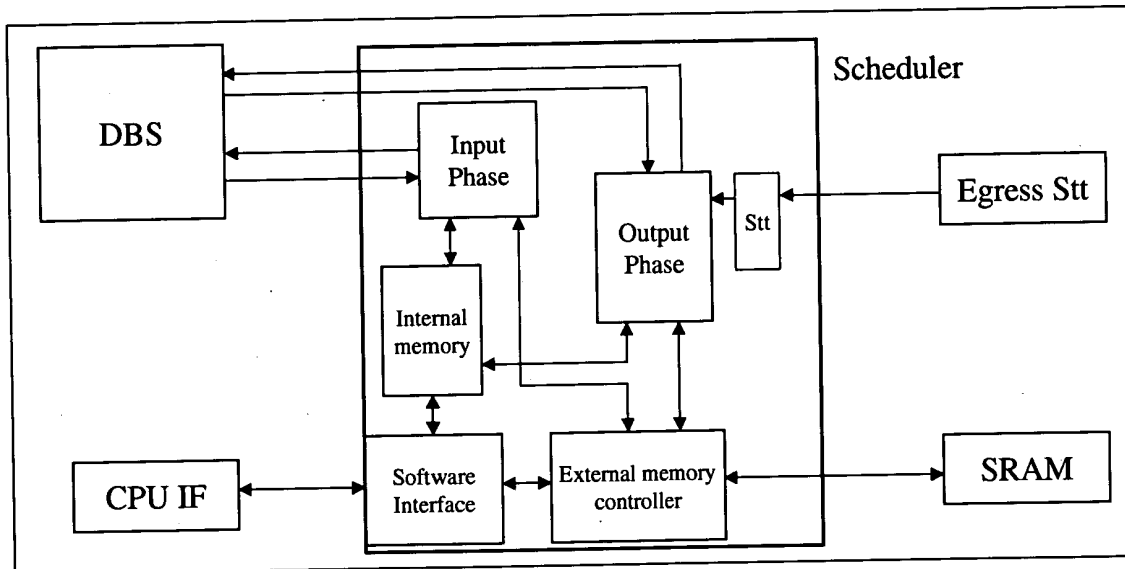 Scheduler
DBS
Input
Phase
Egress Stt
Stt
Output
Phase
Internal
memory
CPU IF
Software
Interface
External memory
controller
SRAM